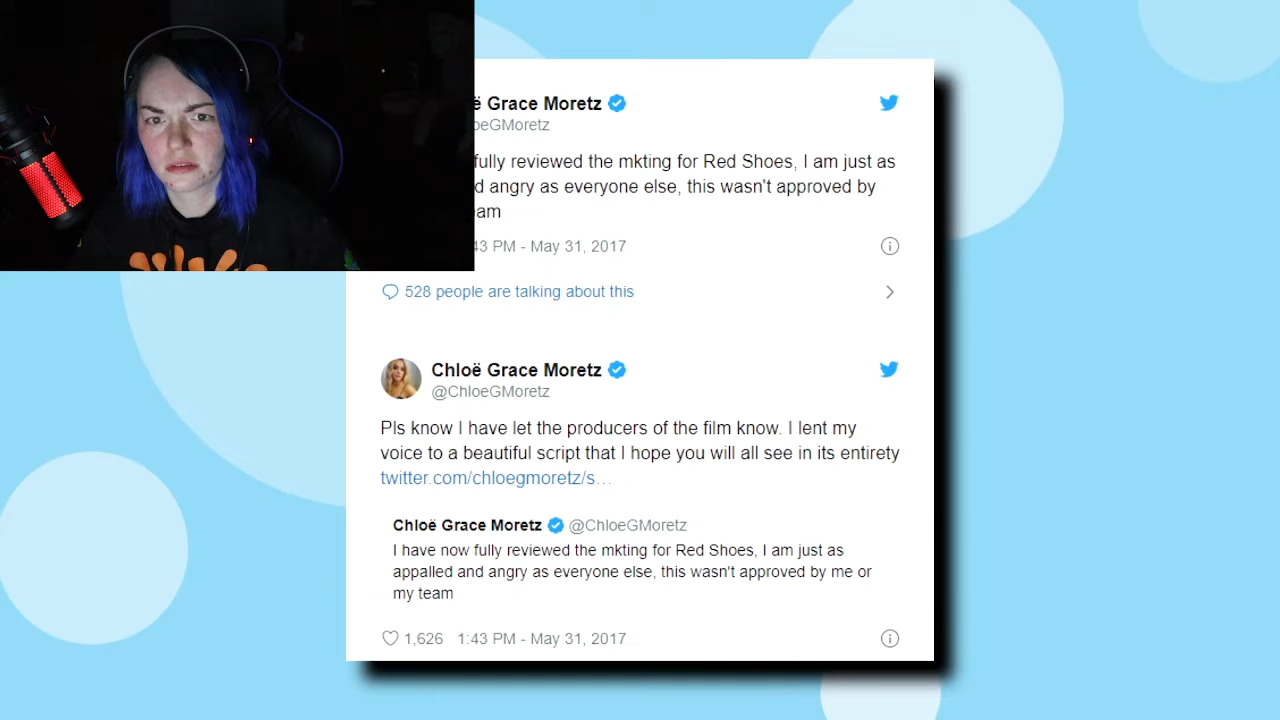 ë Grace Moretz
oeGMoretz
fully reviewed the mkting for Red Shoes, I am just as
d angry as everyone else, this wasn't approved by
eam
43 PM - May 31, 2017
528 people are talking about this
Chloë Grace Moretz
@ChloeGMoretz
Pls know I have let the producers of the film know. I lent my
voice to a beautiful script that I hope you will all see in its entirety
twitter.com/chloegmoretz/s…
Chloë Grace Moretz @ChloeGMoretz
I have now fully reviewed the mkting for Red Shoes, I am just as
appalled and angry as everyone else, this wasn't approved by me or
my team
1,626 1:43 PM - May 31, 2017